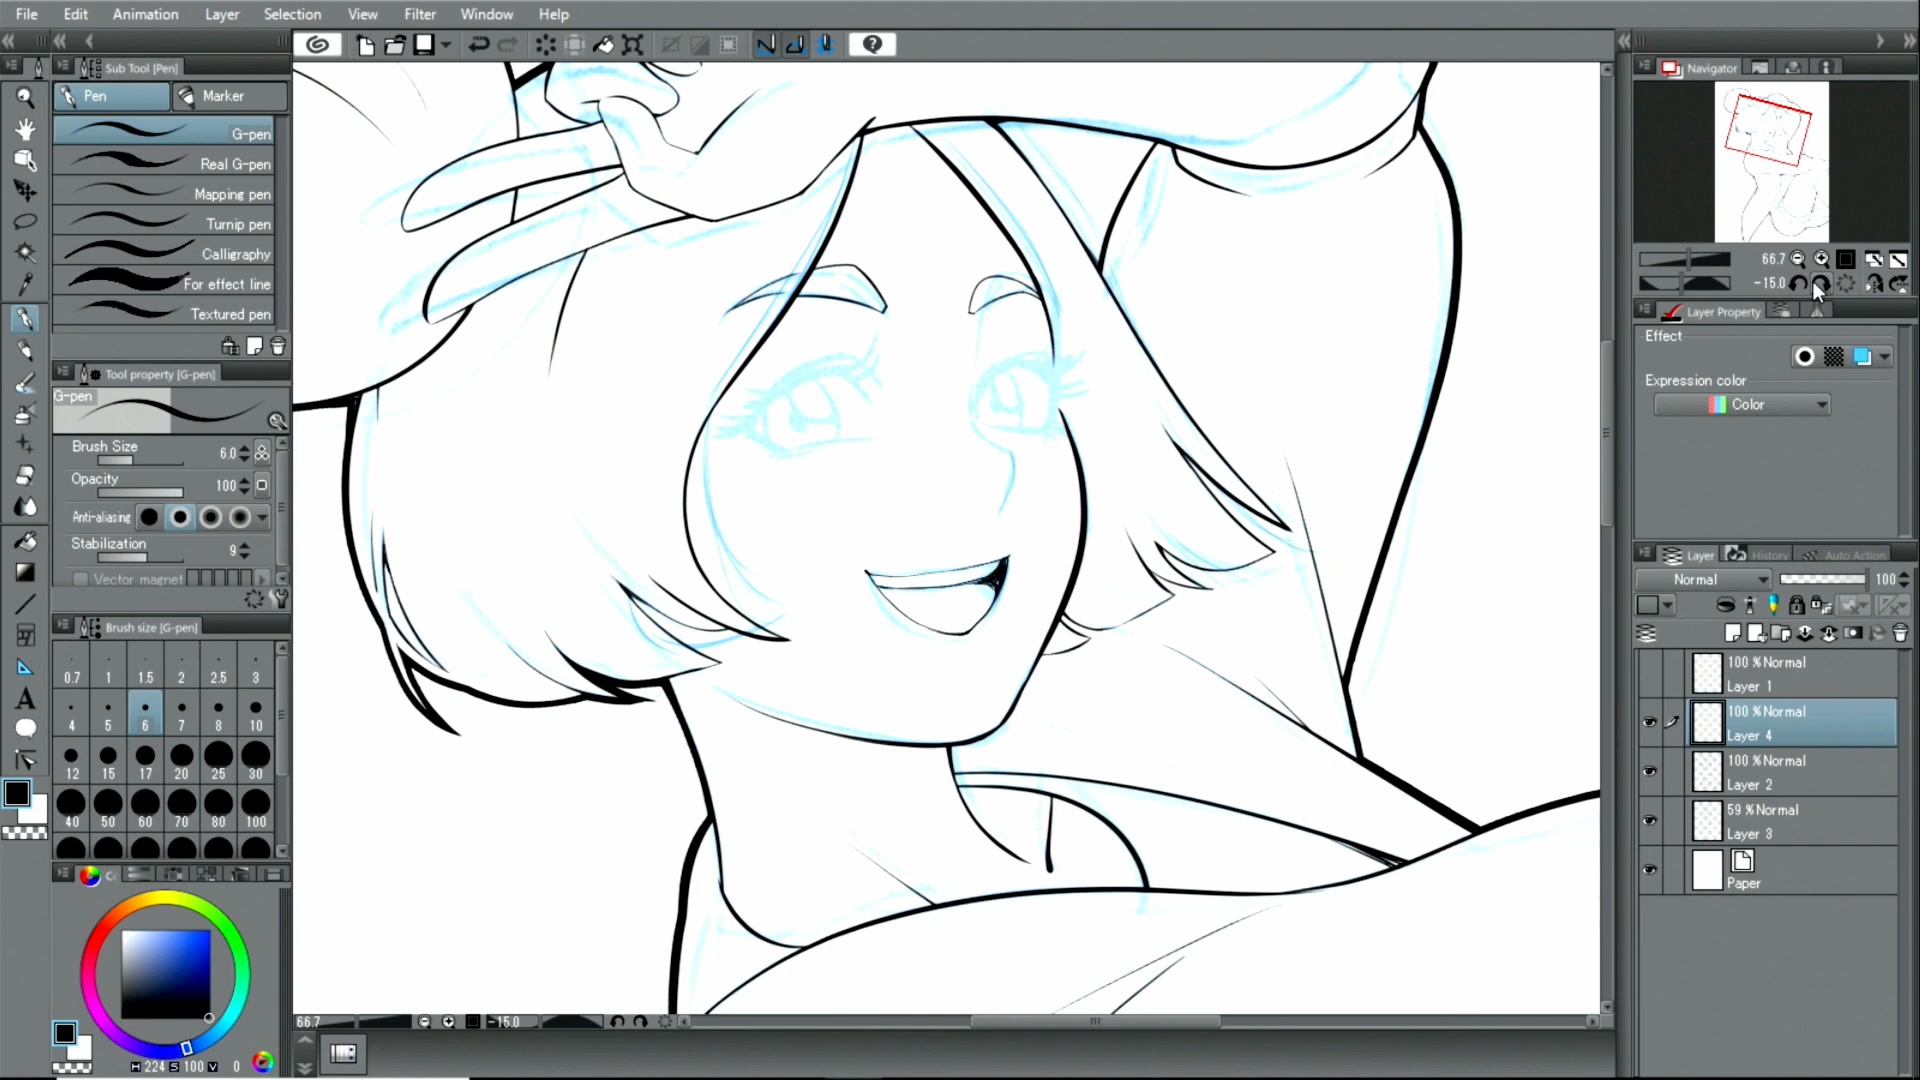 File Edit Animation Layer Selection View Filter Window Help
Sub Tool [Pen]
Pen Marker
G-pen
Real G-pen
Mapping pen
Turnip pen
Calligraphy
For effect line
Textured pen
Tool property [G-pen]
G-pen
Brush Size 6.0
Opacity 100
Anti-aliasing
Stabilization 9
Vector magnet
Brush size [G-pen]
0.7 1 1.5 2 2.5 3
4 5 6 7 8 10
12 15 17 20 25 30
40 50 60 70 80 100
H 224 S 100 V 0
66.7 -15.0
Navigator
66.7
-15.0
Layer Property
Effect
Expression color
Color
Layer History Auto Action
Normal 100
100 % Normal
Layer 1
100 % Normal
Layer 4
100 % Normal
Layer 2
59 % Normal
Layer 3
Paper